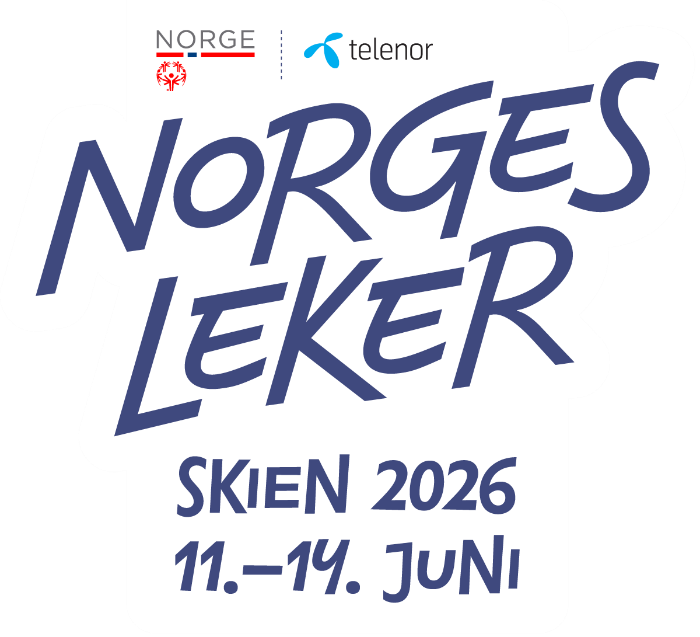 NORGE
telenor
NORGES
LEKER
SKIEN 2026
11.–14. JUNI